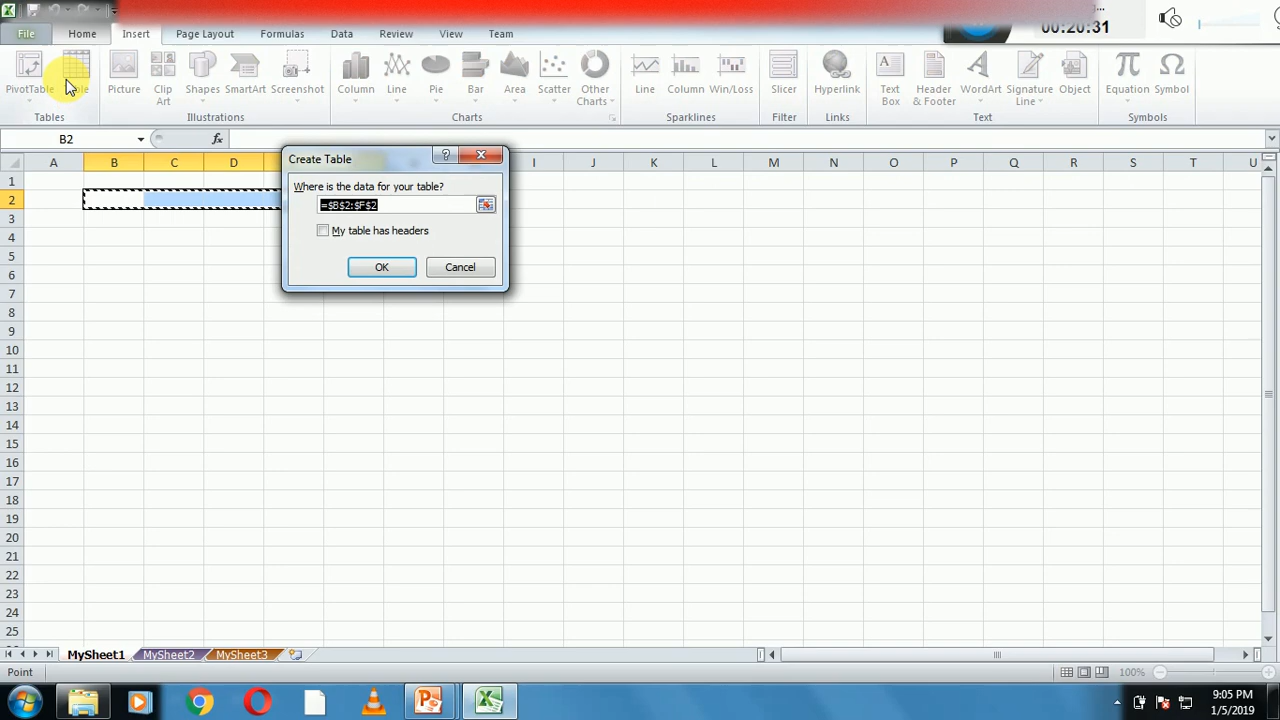 ...
00:20:31
File Home Insert Page Layout Formulas Data Review View Team
PivotTable Table Picture Clip Art Shapes SmartArt Screenshot Column Line Pie Bar Area Scatter Other Charts Line Column Win/Loss Slicer Hyperlink Text Box Header & Footer WordArt Signature Line Object Equation Symbol
Tables Illustrations Charts Sparklines Filter Links Text Symbols
B2 fx
Create Table ?
Where is the data for your table?
=$B$2:$F$2
My table has headers
OK Cancel
A B C D I J K L M N O P Q R S T U
1
2
3
4
5
6
7
8
9
10
11
12
13
14
15
16
17
18
19
20
21
22
23
24
25
MySheet1 MySheet2 MySheet3
Point 100%
9:05 PM
1/5/2019